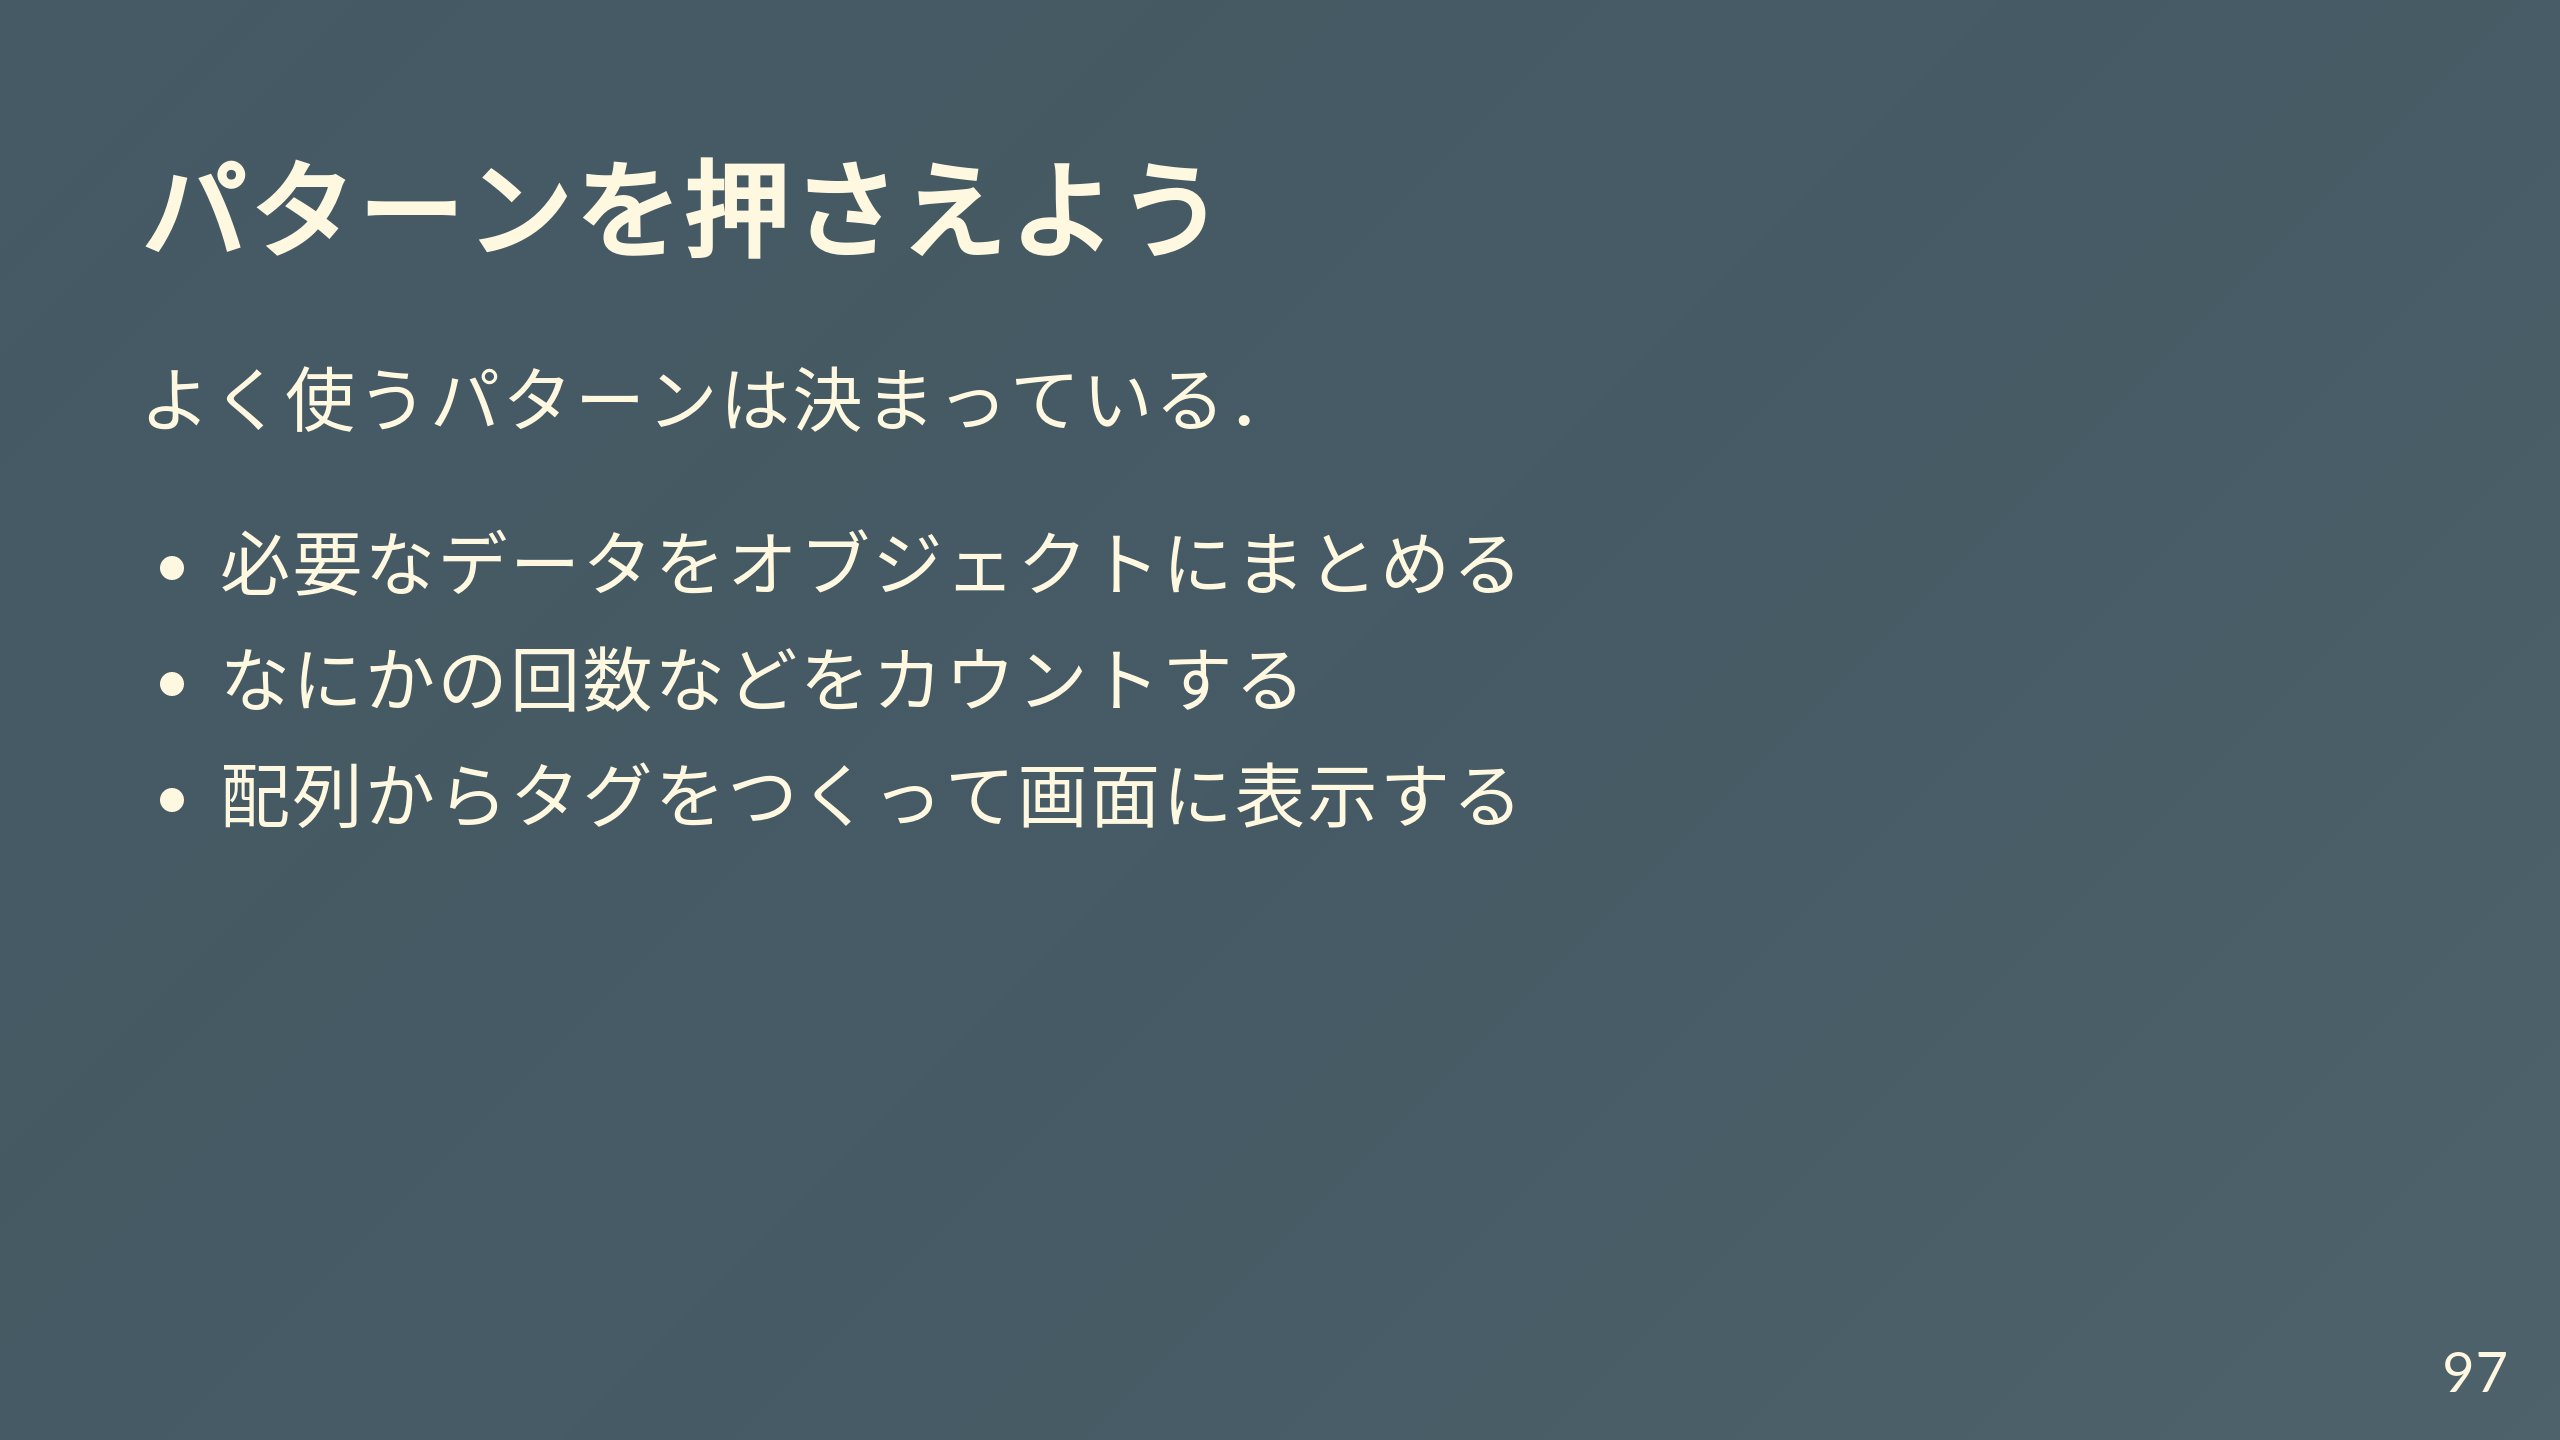 パターンを押さえよう
よく使うパターンは決まっている．
• 必要なデータをオブジェクトにまとめる
• なにかの回数などをカウントする
• 配列からタグをつくって画面に表示する
97